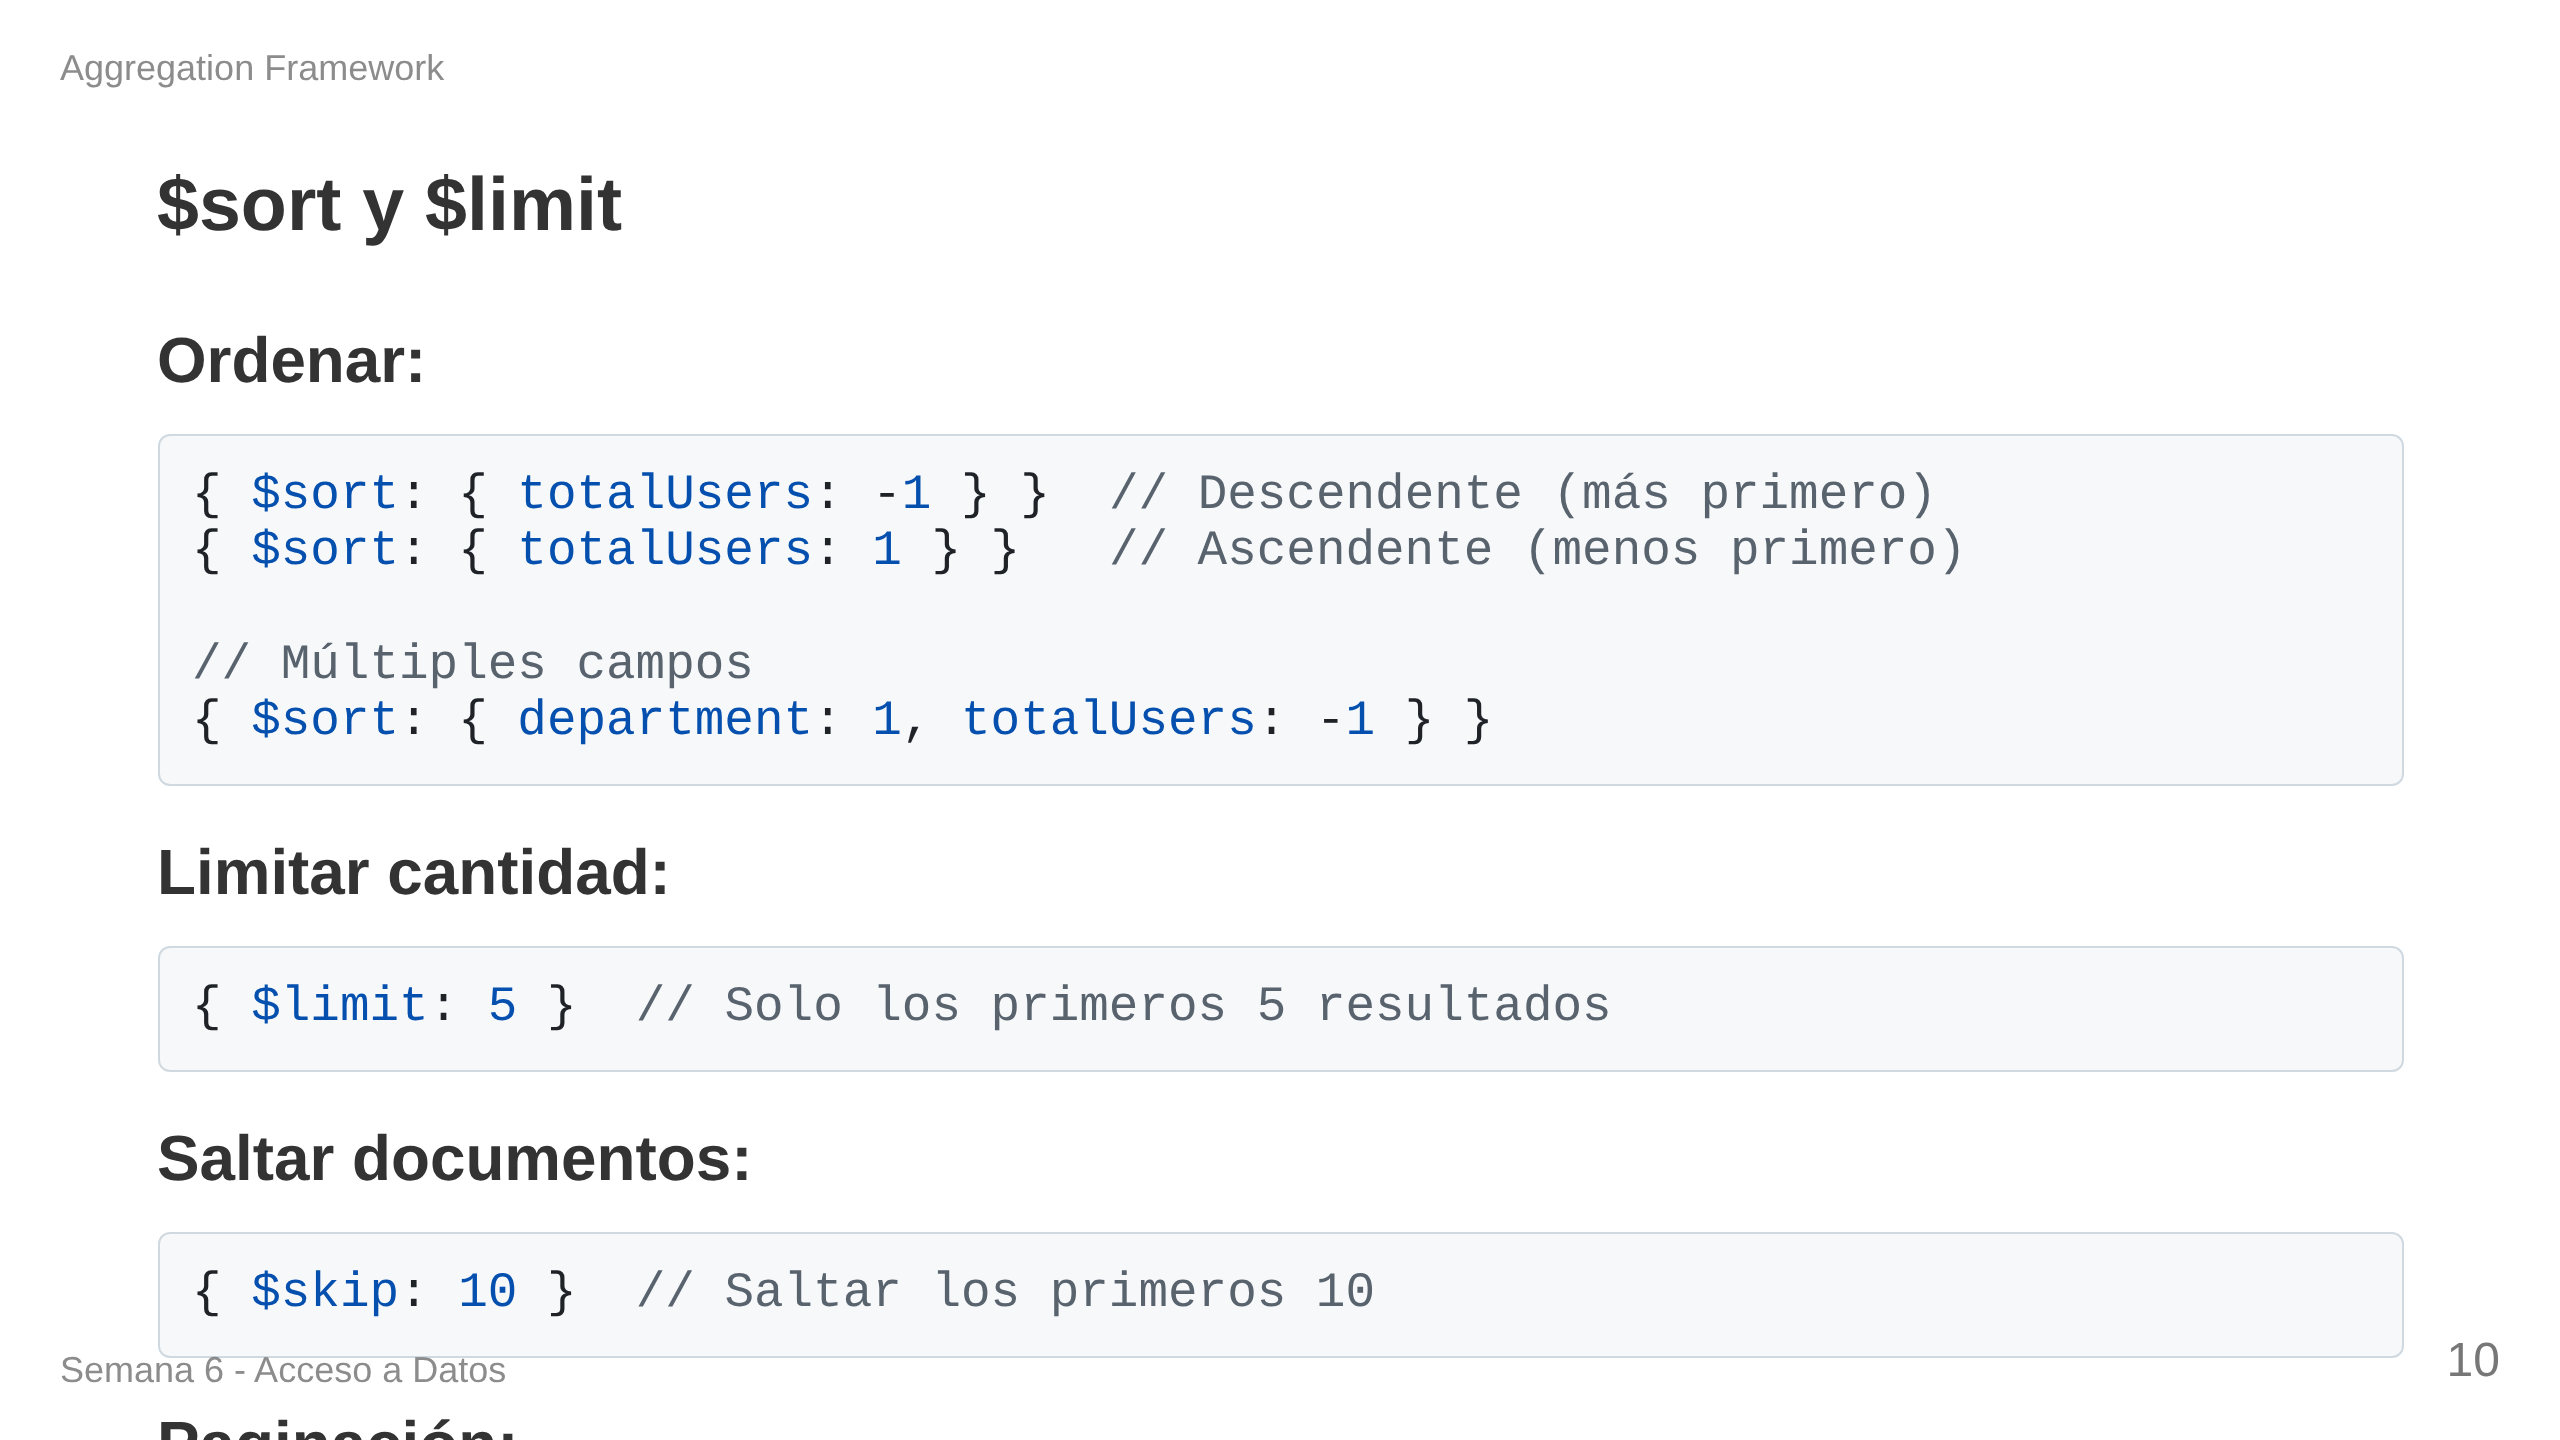 Aggregation Framework
$sort y $limit
Ordenar:
{ $sort: { totalUsers: -1 } }  // Descendente (más primero)
{ $sort: { totalUsers: 1 } }   // Ascendente (menos primero)
// Múltiples campos
{ $sort: { department: 1, totalUsers: -1 } }
Limitar cantidad:
{ $limit: 5 }  // Solo los primeros 5 resultados
Saltar documentos:
{ $skip: 10 }  // Saltar los primeros 10
Semana 6 - Acceso a Datos
10
Paginación: